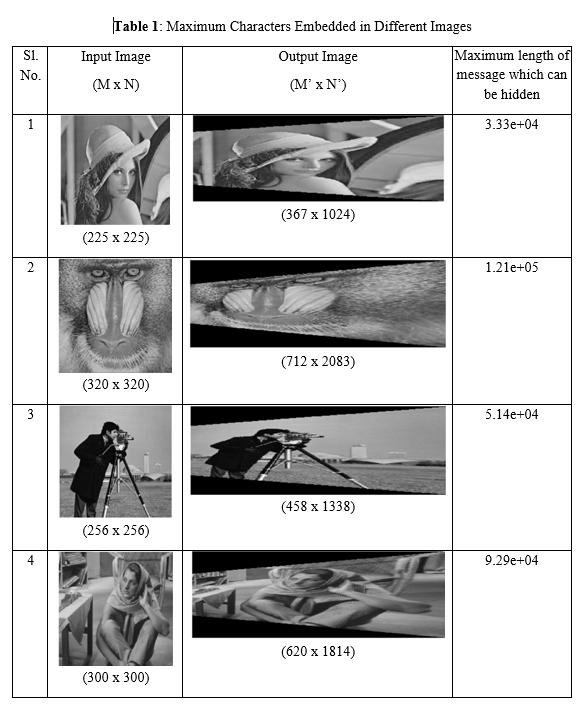 Table 1: Maximum Characters Embedded in Different Images
Sl. No. Input Image (M x N) Output Image (M’ x N’) Maximum length of message which can be hidden
1 (225 x 225) (367 x 1024) 3.33e+04
2 (320 x 320) (712 x 2083) 1.21e+05
3 (256 x 256) (458 x 1338) 5.14e+04
4 (300 x 300) (620 x 1814) 9.29e+04